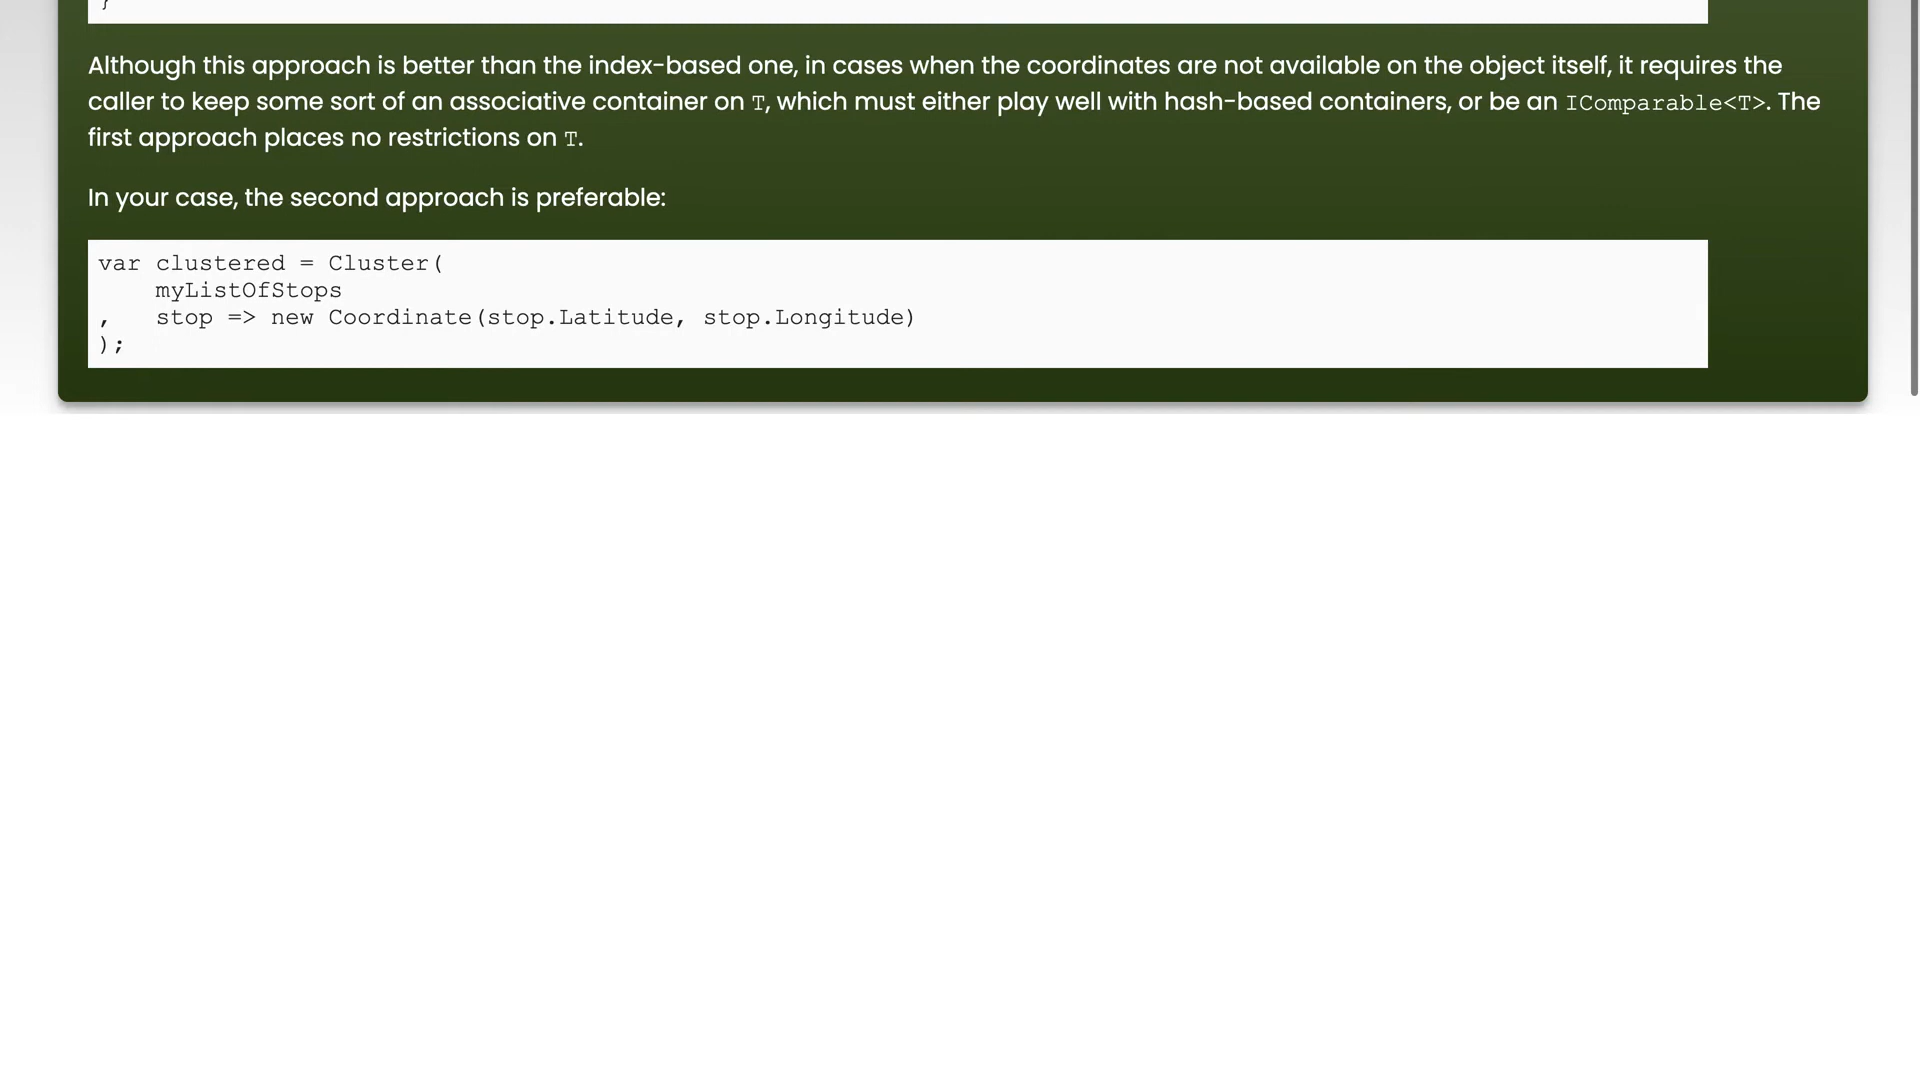 }
Although this approach is better than the index-based one, in cases when the coordinates are not available on the object itself, it requires the
caller to keep some sort of an associative container on T, which must either play well with hash-based containers, or be an IComparable<T>. The
first approach places no restrictions on T.
In your case, the second approach is preferable:
var clustered = Cluster(
    myListOfStops
,   stop => new Coordinate(stop.Latitude, stop.Longitude)
);